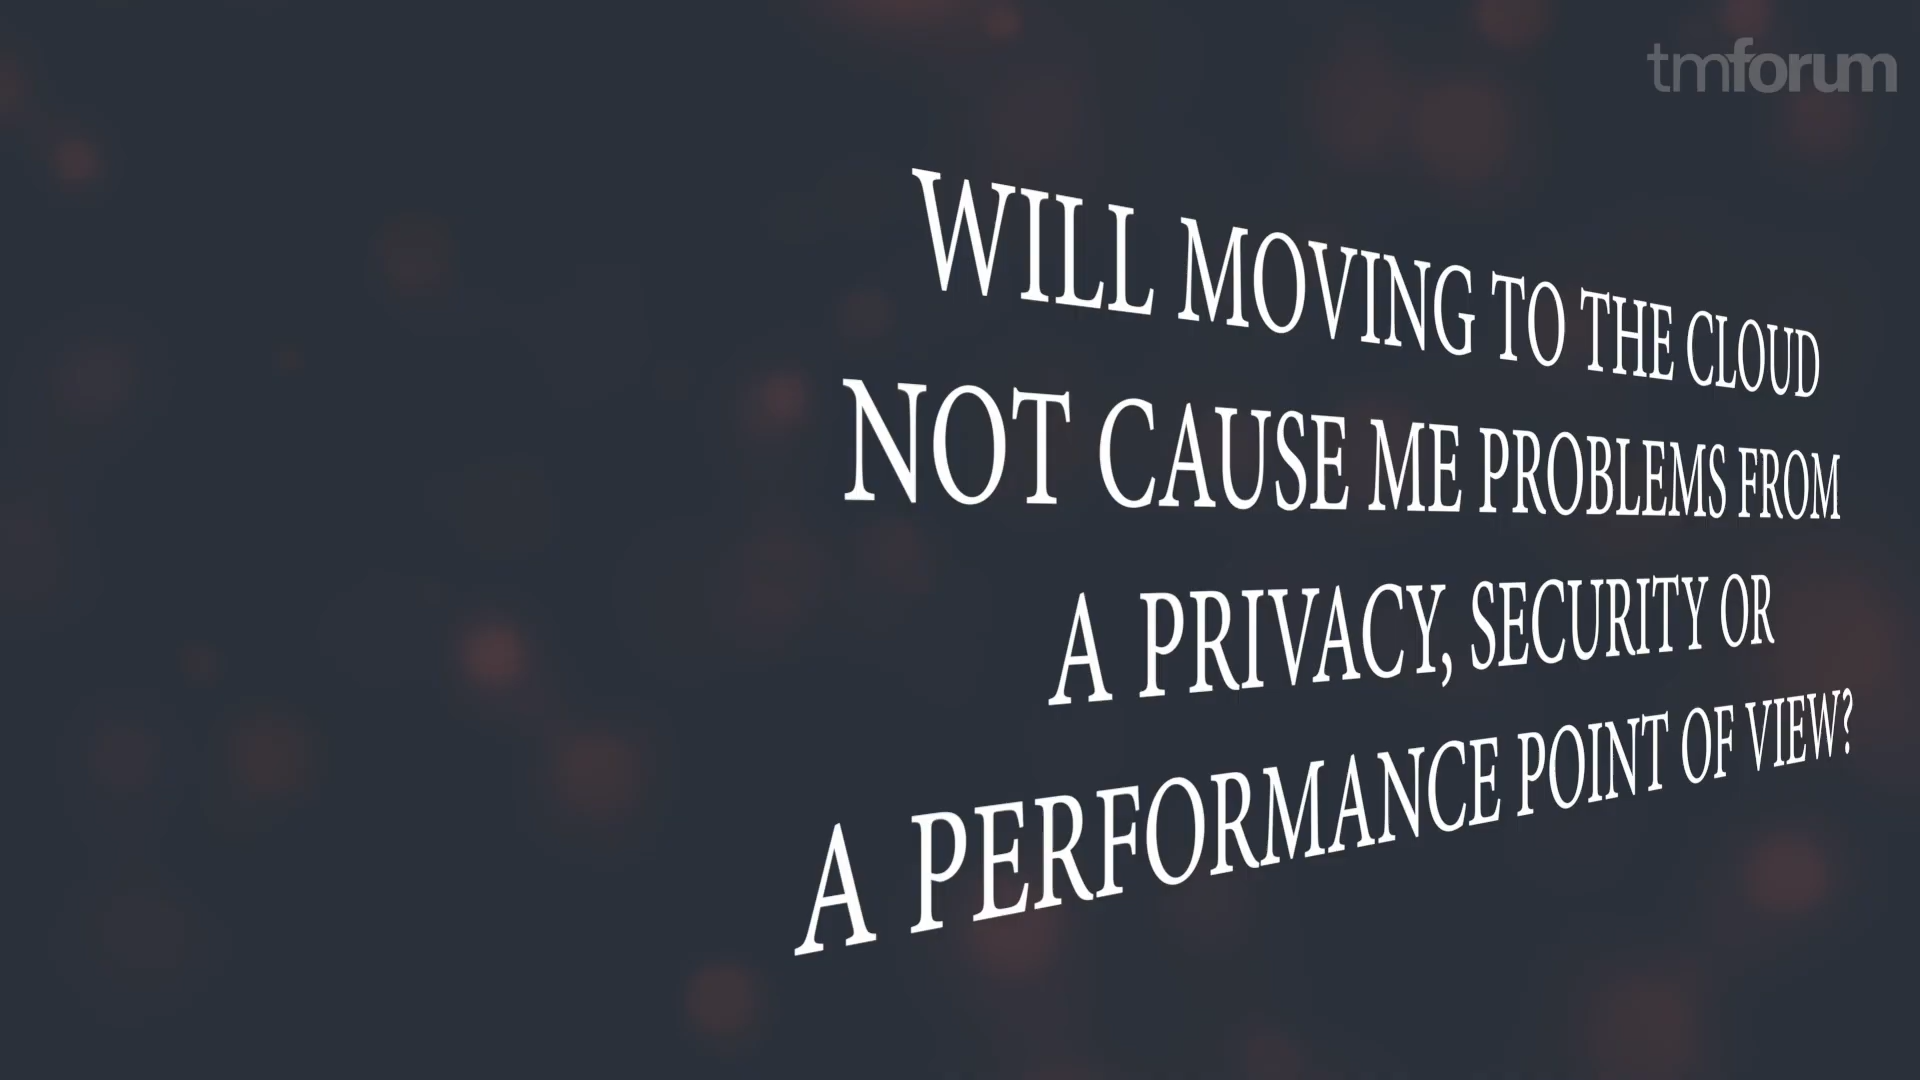 tmforum
WILL MOVING TO THE CLOUD
NOT CAUSE ME PROBLEMS FROM
A PRIVACY, SECURITY OR
A PERFORMANCE POINT OF VIEW?